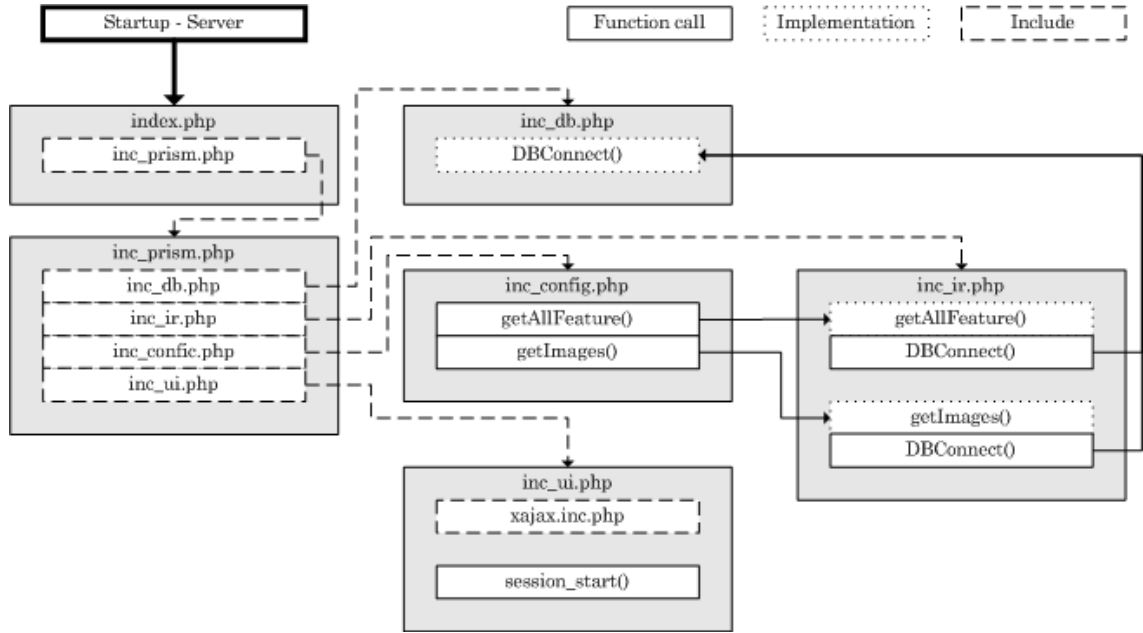 Startup - Server
Function call
Implementation
Include
index.php
inc_prism.php
inc_db.php
DBConnect()
inc_prism.php
inc_db.php
inc_ir.php
inc_confic.php
inc_ui.php
inc_config.php
getAllFeature()
getImages()
inc_ir.php
getAllFeature()
DBConnect()
getImages()
DBConnect()
inc_ui.php
xajax.inc.php
session_start()